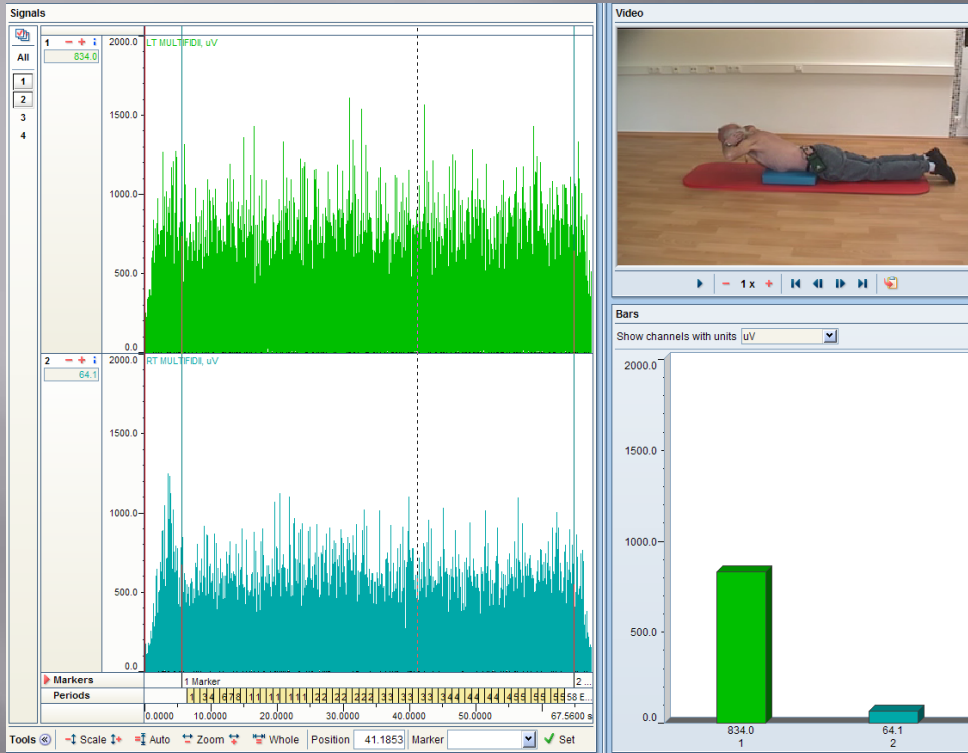 Signals
All
1
2
3
4
1 − + i
834.0
2000.0
LT MULTIFIDII, uV
1500.0
1000.0
500.0
0.0
2 − + i
64.1
2000.0
RT MULTIFIDII, uV
1500.0
1000.0
500.0
0.0
Markers
1 Marker
2 ...
Periods
58 E...
0.0000 10.0000 20.0000 30.0000 40.0000 50.0000 67.5600 s
Tools Scale Auto Zoom Whole Position 41.1853 Marker Set
Video
− 1 x +
Bars
Show channels with units uV
2000.0
1500.0
1000.0
500.0
0.0
834.0 64.1
1 2